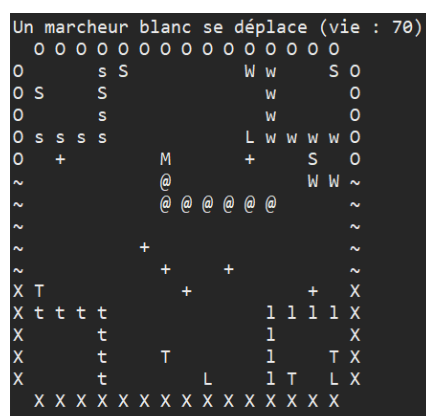 Un marcheur blanc se déplace (vie : 70)
  O O O O O O O O O O O O O O O
O       s S           W w     S O
O S     S               w       O
O       s               w       O
O s s s s             L w w w w O
O   +         M       +     S   O
~             @             W W ~
~             @ @ @ @ @ @       ~
~                               ~
~           +                   ~
~             +     +           ~
X T             +           +   X
X t t t t               l l l l X
X       t               l       X
X       t     T         l     T X
X       t         L     l T   L X
  X X X X X X X X X X X X X X X